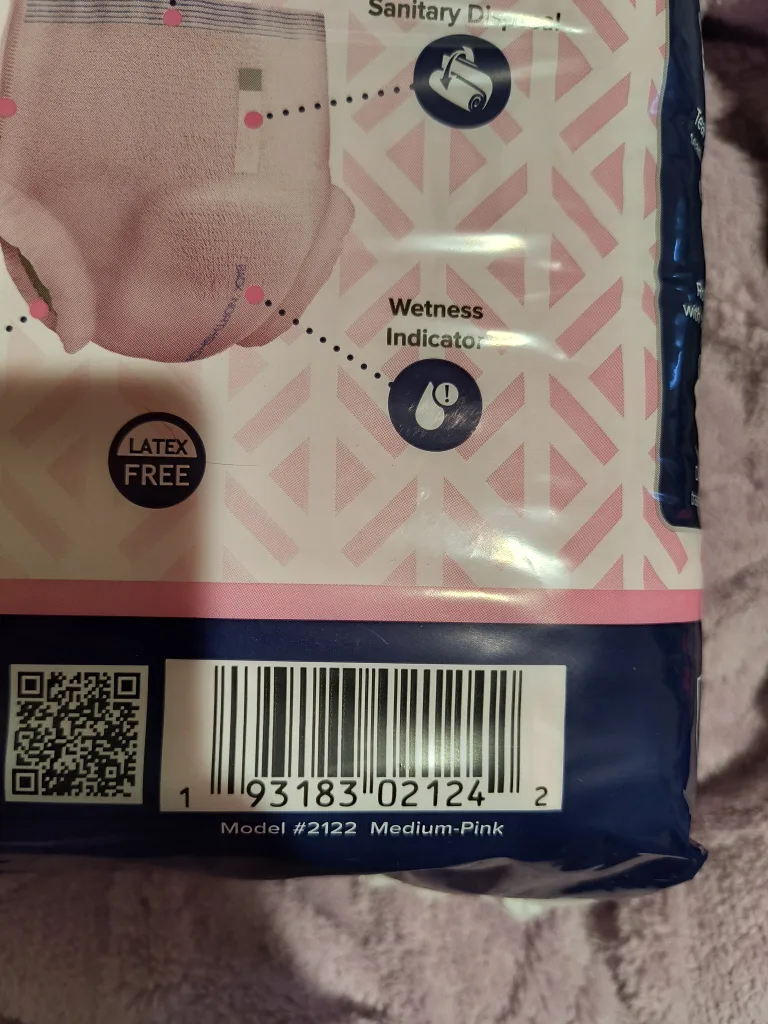 Sanitary Disposal
Wetness
Indicator
LATEX
FREE
1 93183 02124 2
Model #2122 Medium-Pink